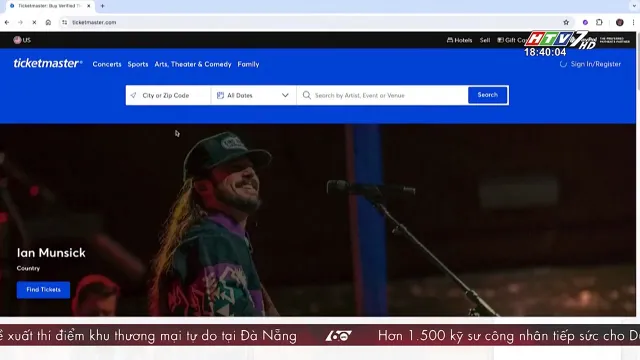 Ticketmaster: Buy Verified Ti
ticketmaster.com
US
Hotels
Sell
Gift Car
HTV7 HD
18:40:04
ticketmaster®
Concerts
Sports
Arts, Theater & Comedy
Family
Sign In/Register
City or Zip Code
All Dates
Search by Artist, Event or Venue
Search
Ian Munsick
Country
Find Tickets
ề xuất thí điểm khu thương mại tự do tại Đà Nẵng
60
Hơn 1.500 kỹ sư công nhân tiếp sức cho D